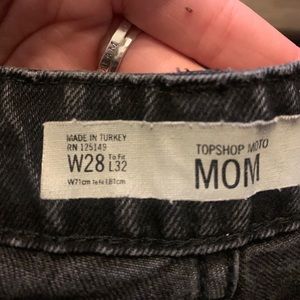 MADE IN TURKEY
RN 125149
W28 To Fit L32
W71cm To Fit L81cm
TOPSHOP MOTO
MOM